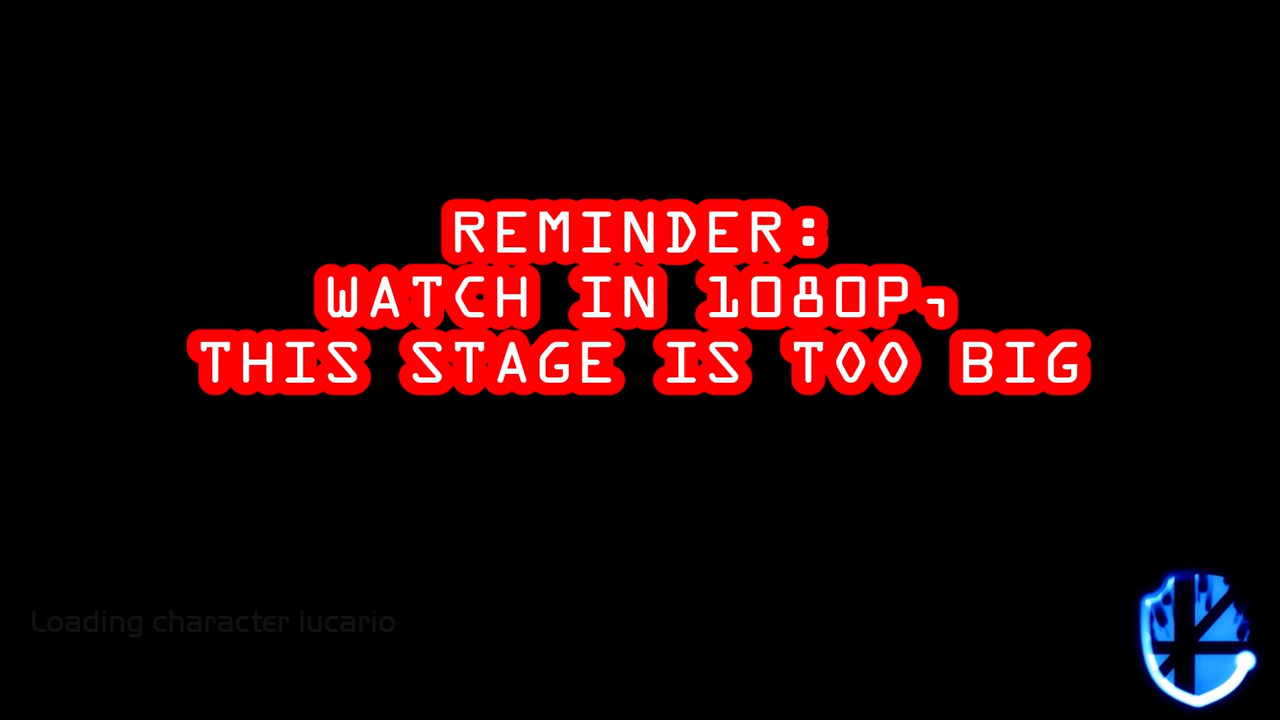 REMINDER:
WATCH IN 1080P,
THIS STAGE IS TOO BIG
Loading character lucario